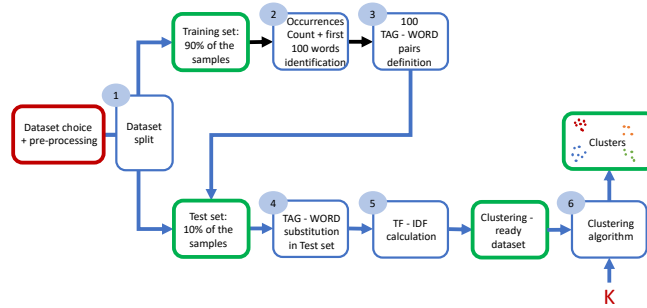 Dataset choice
+ pre-processing
1
Dataset
split
Training set:
90% of the
samples
2
Occurrences
Count + first
100 words
identification
3
100
TAG - WORD
pairs
definition
Test set:
10% of the
samples
4
TAG - WORD
substitution
in Test set
5
TF - IDF
calculation
Clustering -
ready
dataset
6
Clustering
algorithm
Clusters
K